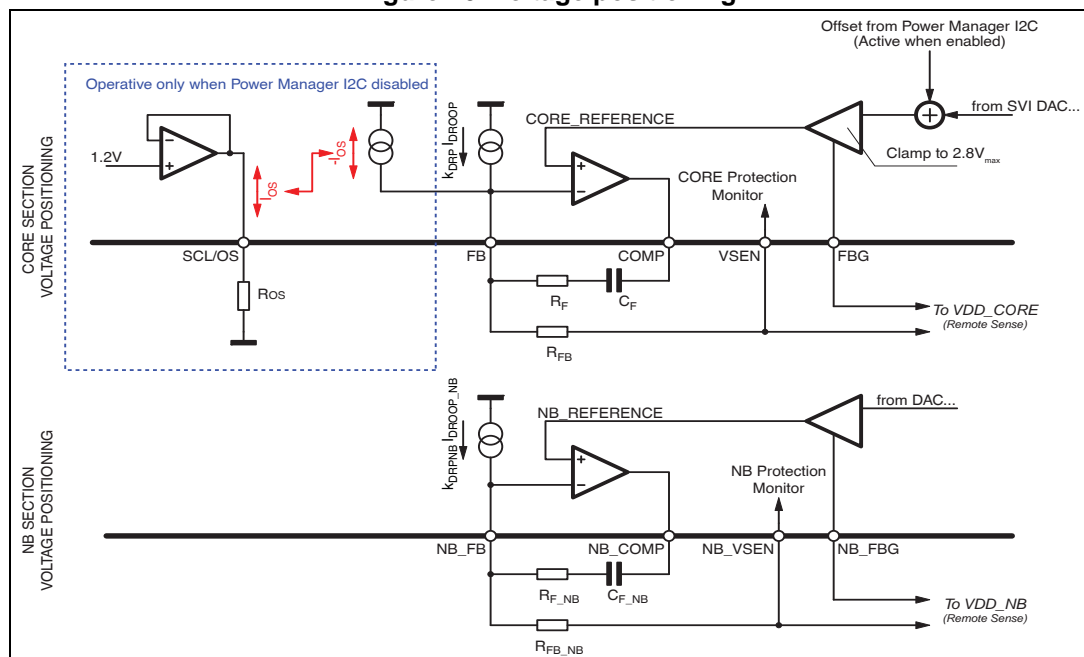 Offset from Power Manager I2C
(Active when enabled)
Operative only when Power Manager I2C disabled
from SVI DAC...
CORE_REFERENCE
Clamp to 2.8Vmax
1.2V
IOS
-IOS
kDRP IDROOP
CORE Protection
Monitor
CORE SECTION
VOLTAGE POSITIONING
SCL/OS
FB
COMP
VSEN
FBG
ROS
RF
CF
RFB
To VDD_CORE
(Remote Sense)
from DAC...
NB_REFERENCE
kDRPNB IDROOP_NB
NB Protection
Monitor
NB SECTION
VOLTAGE POSITIONING
NB_FB
NB_COMP
NB_VSEN
NB_FBG
RF_NB
CF_NB
RFB_NB
To VDD_NB
(Remote Sense)